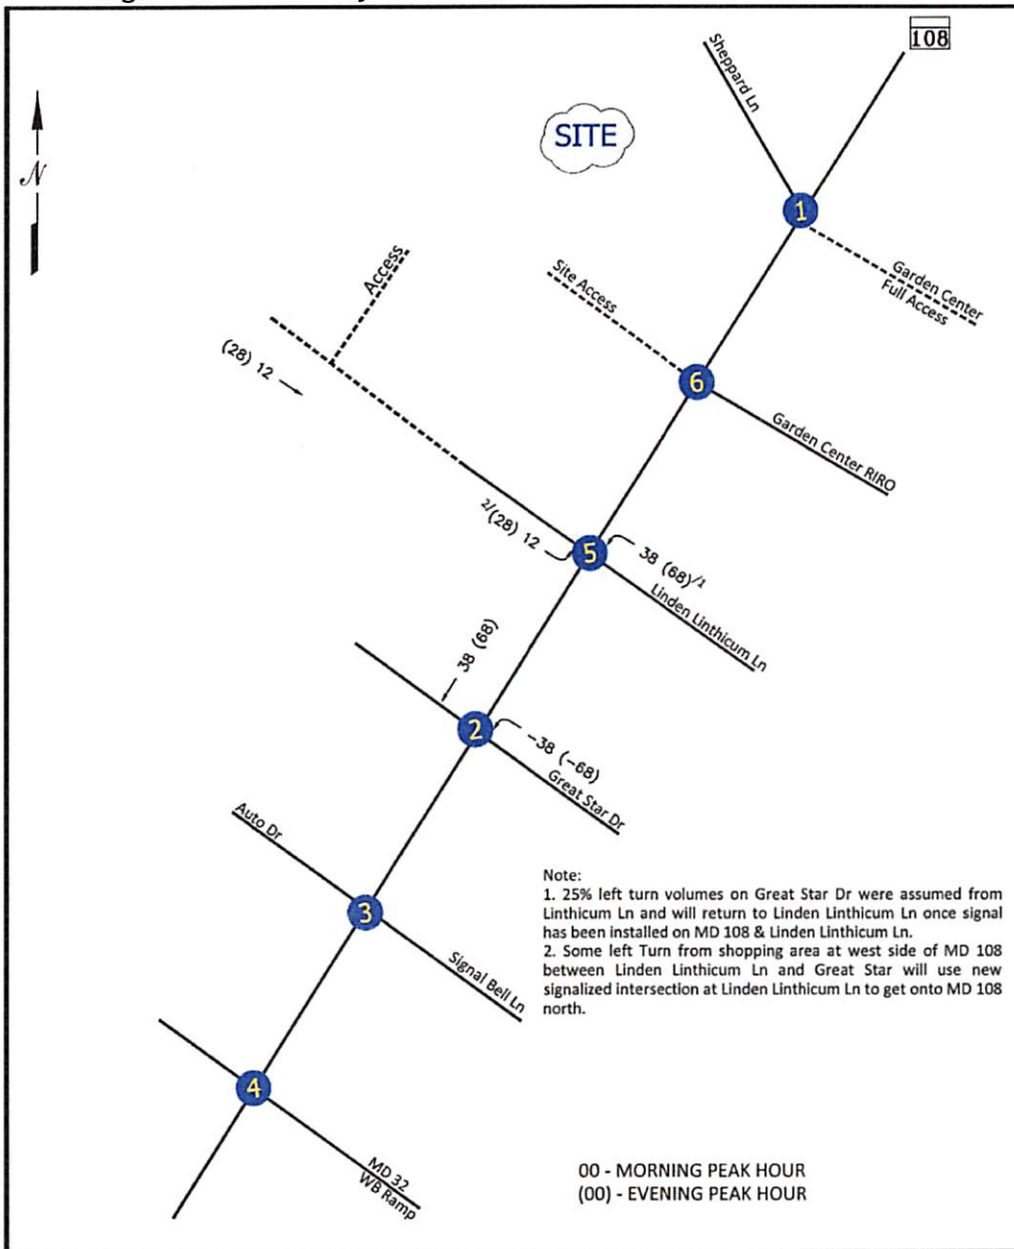 108
Sheppard Ln
N
SITE
1
Garden Center
Full Access
Access
Site Access
6
(28) 12
Garden Center RIRO
2/(28) 12
5
38 (68)/1
Linden Linthicum Ln
38 (68)
2
-38 (-68)
Great Star Dr
Auto Dr
3
Signal Bell Ln
Note:
1. 25% left turn volumes on Great Star Dr were assumed from
Linthicum Ln and will return to Linden Linthicum Ln once signal
has been installed on MD 108 & Linden Linthicum Ln.
2. Some left Turn from shopping area at west side of MD 108
between Linden Linthicum Ln and Great Star will use new
signalized intersection at Linden Linthicum Ln to get onto MD 108
north.
4
MD 32
WB Ramp
00 - MORNING PEAK HOUR
(00) - EVENING PEAK HOUR